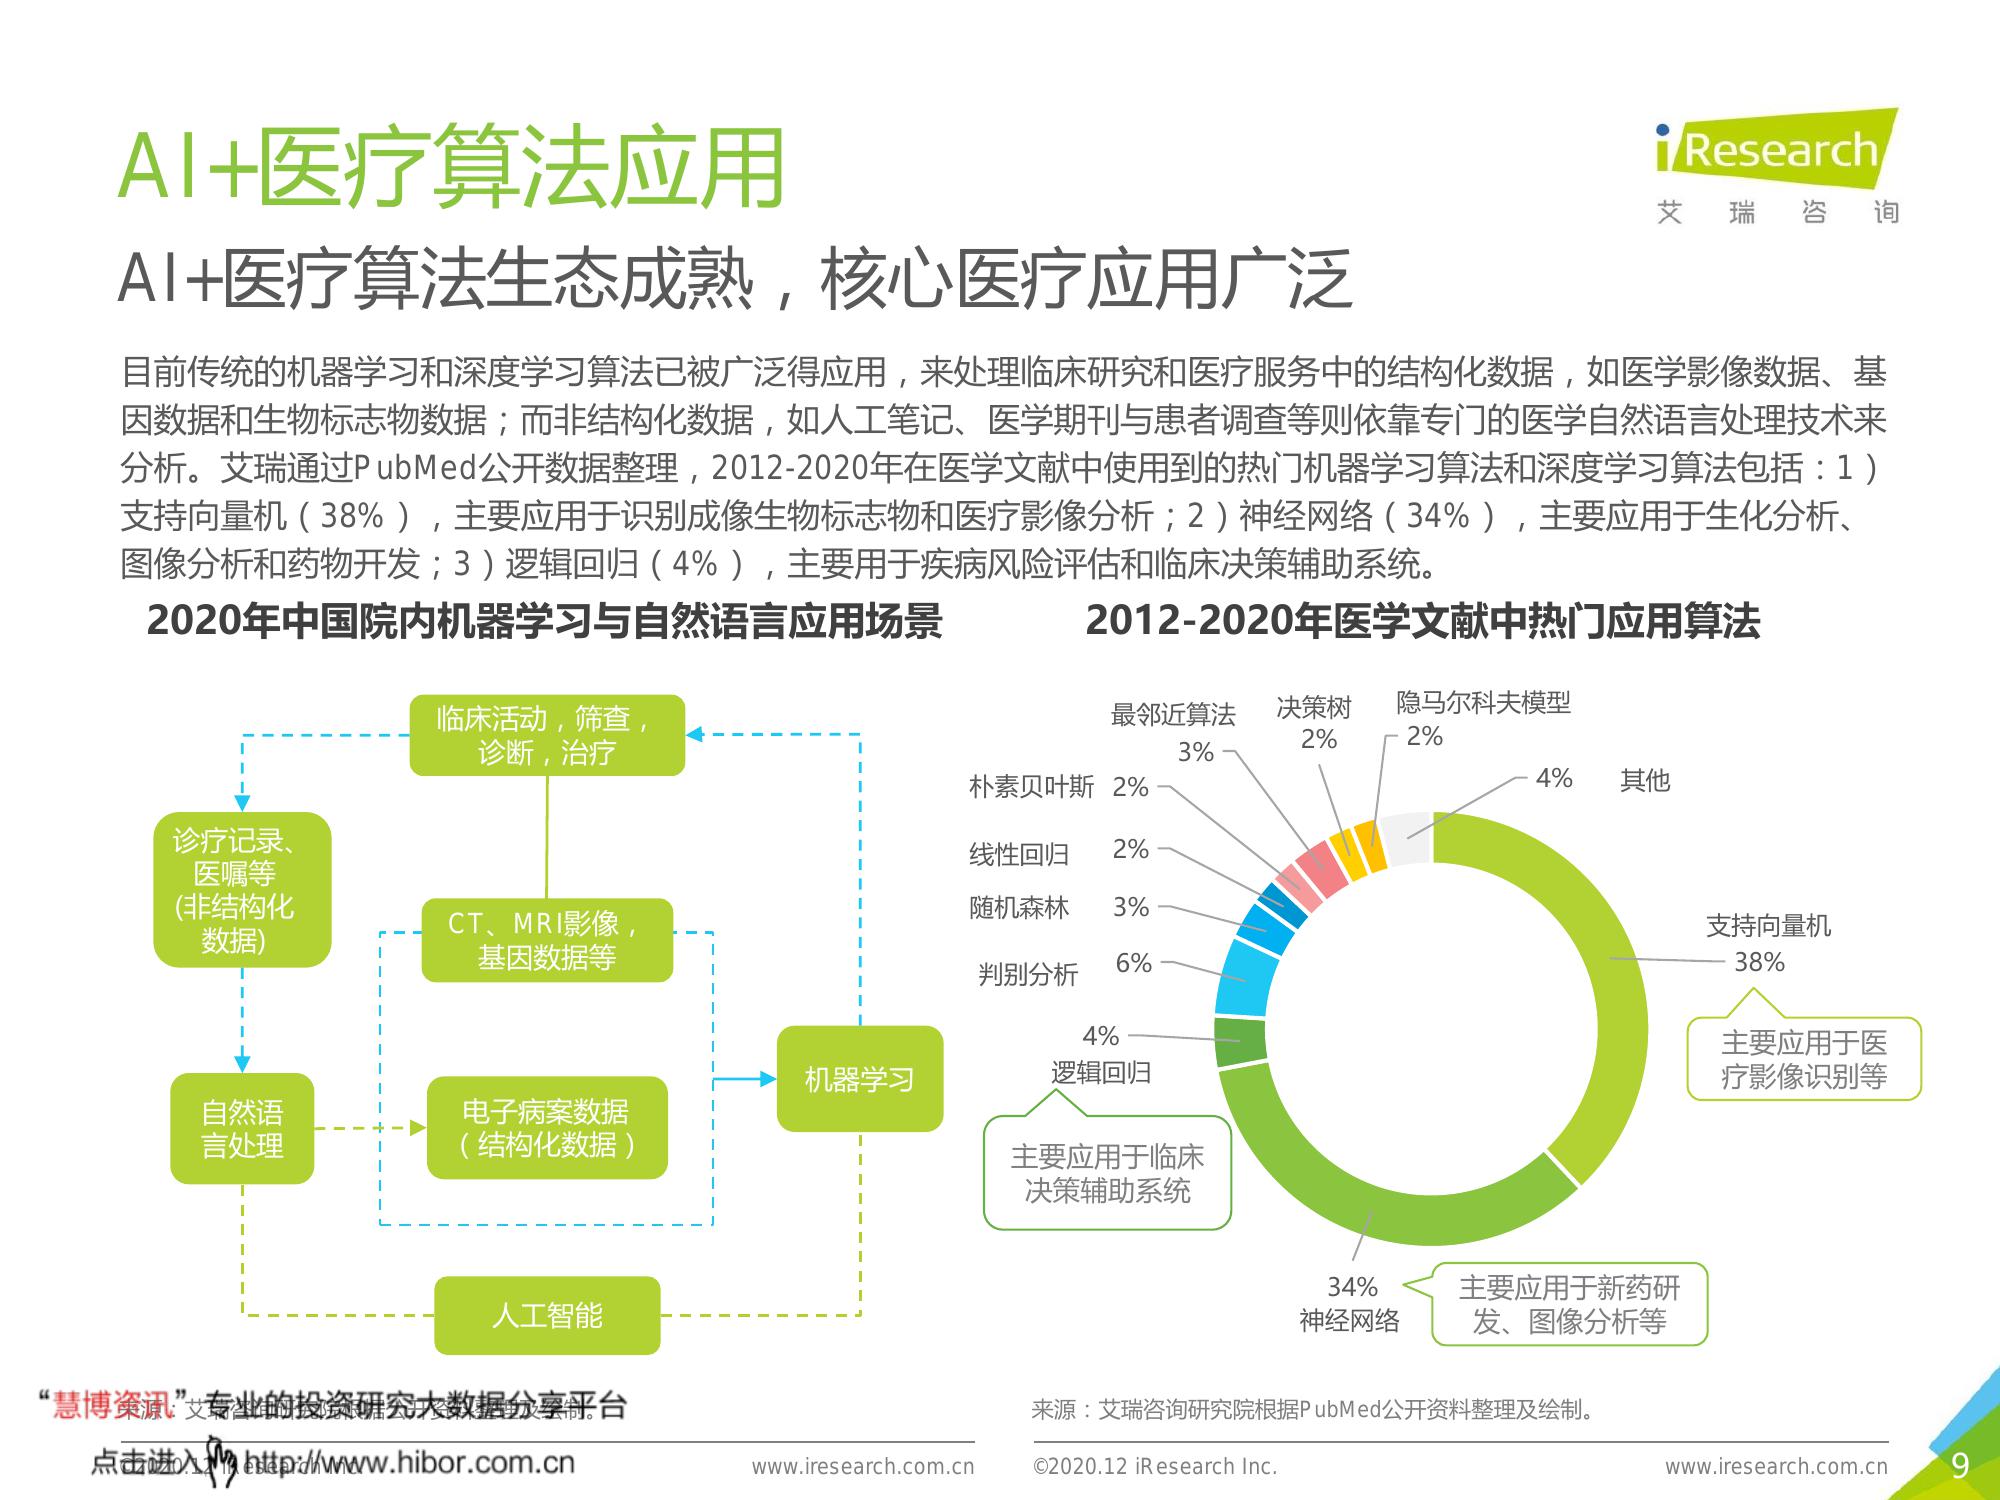 AI+医疗算法应用
iResearch
艾瑞咨询
AI+医疗算法生态成熟，核心医疗应用广泛
目前传统的机器学习和深度学习算法已被广泛得应用，来处理临床研究和医疗服务中的结构化数据，如医学影像数据、基
因数据和生物标志物数据；而非结构化数据，如人工笔记、医学期刊与患者调查等则依靠专门的医学自然语言处理技术来
分析。艾瑞通过PubMed公开数据整理，2012-2020年在医学文献中使用到的热门机器学习算法和深度学习算法包括：1）
支持向量机（38%），主要应用于识别成像生物标志物和医疗影像分析；2）神经网络（34%），主要应用于生化分析、
图像分析和药物开发；3）逻辑回归（4%），主要用于疾病风险评估和临床决策辅助系统。
2020年中国院内机器学习与自然语言应用场景
临床活动，筛查，
诊断，治疗
诊疗记录、
医嘱等
(非结构化
数据)
CT、MRI影像，
基因数据等
机器学习
自然语
言处理
电子病案数据
（结构化数据）
人工智能
2012-2020年医学文献中热门应用算法
最邻近算法
3%
决策树
2%
隐马尔科夫模型
2%
4% 其他
朴素贝叶斯 2%
线性回归 2%
随机森林 3%
判别分析 6%
4%
逻辑回归
主要应用于临床
决策辅助系统
支持向量机
38%
主要应用于医
疗影像识别等
34%
神经网络
主要应用于新药研
发、图像分析等
“慧博资讯”专业的投资研究大数据分享平台
来源：艾瑞咨询研究院根据公开资料整理及绘制。
点击进入 http://www.hibor.com.cn
©2020.12 iResearch Inc.
www.iresearch.com.cn
来源：艾瑞咨询研究院根据PubMed公开资料整理及绘制。
©2020.12 iResearch Inc.
www.iresearch.com.cn
9